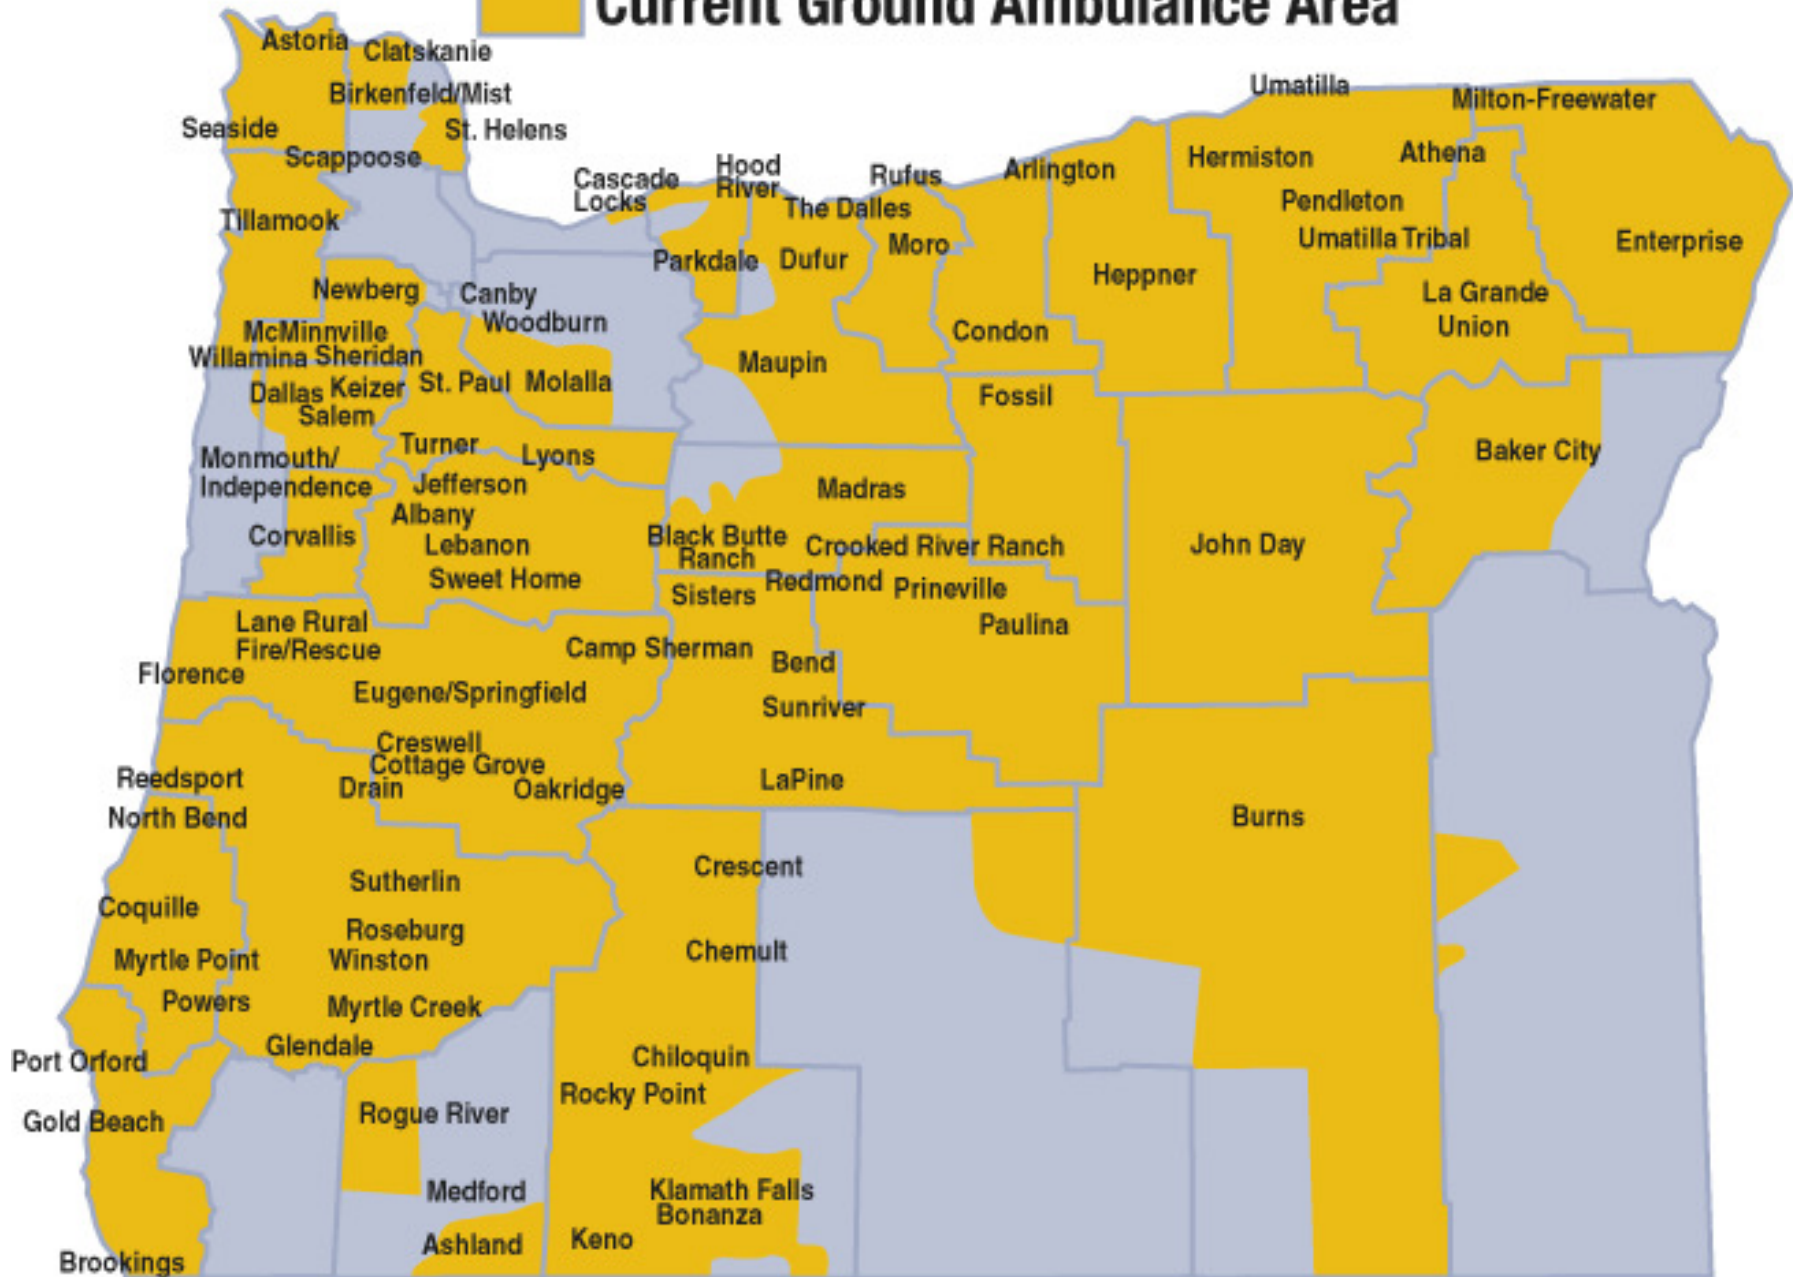 Current Ground Ambulance Area
Astoria
Clatskanie
Birkenfeld/Mist
Seaside
St. Helens
Scappoose
Tillamook
Cascade
Locks
Hood
River
Rufus
The Dalles
Arlington
Umatilla
Milton-Freewater
Hermiston
Athena
Pendleton
Umatilla Tribal
Enterprise
Parkdale
Dufur
Moro
Heppner
La Grande
Union
Newberg
Canby
Woodburn
McMinnville
Willamina Sheridan
Condon
Maupin
Dallas
Keizer
Salem
St. Paul
Molalla
Fossil
Turner
Lyons
Baker City
Monmouth/
Independence
Jefferson
Madras
Albany
Corvallis
Lebanon
Sweet Home
Black Butte
Ranch
Crooked River Ranch
John Day
Sisters
Redmond
Prineville
Paulina
Lane Rural
Fire/Rescue
Camp Sherman
Bend
Florence
Eugene/Springfield
Sunriver
Creswell
Cottage Grove
Reedsport
Drain
Oakridge
LaPine
North Bend
Burns
Crescent
Sutherlin
Coquille
Roseburg
Winston
Chemult
Myrtle Point
Powers
Myrtle Creek
Glendale
Port Orford
Chiloquin
Rocky Point
Gold Beach
Rogue River
Medford
Klamath Falls
Bonanza
Ashland
Keno
Brookings